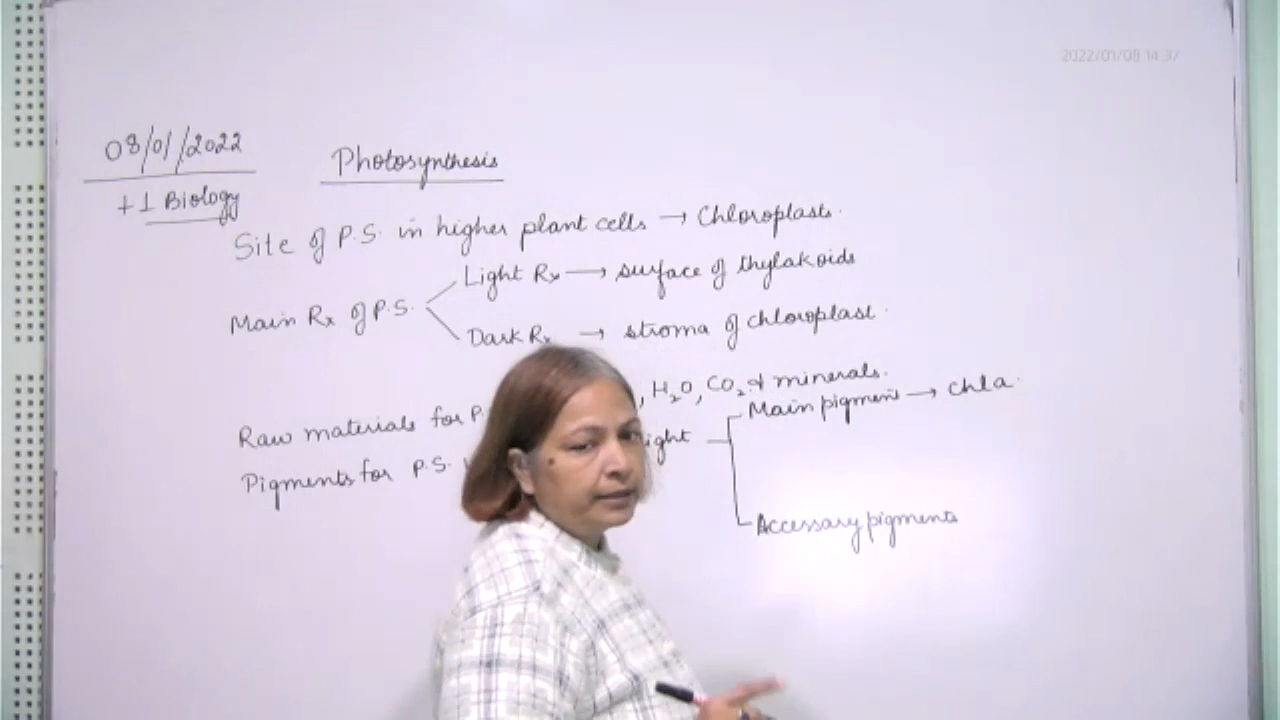 2022/01/08 14:37
08/01/2022
+1 Biology
Photosynthesis
Site of P.S. in higher plant cells → Chloroplasts.
Main Rx of P.S.
Light Rx → surface of thylakoids
Dark Rx → stroma of chloroplast.
Raw materials for P. , H₂O, CO₂ & minerals.
Pigments for P.S. ight
Main pigment → chl a.
Accessary pigments